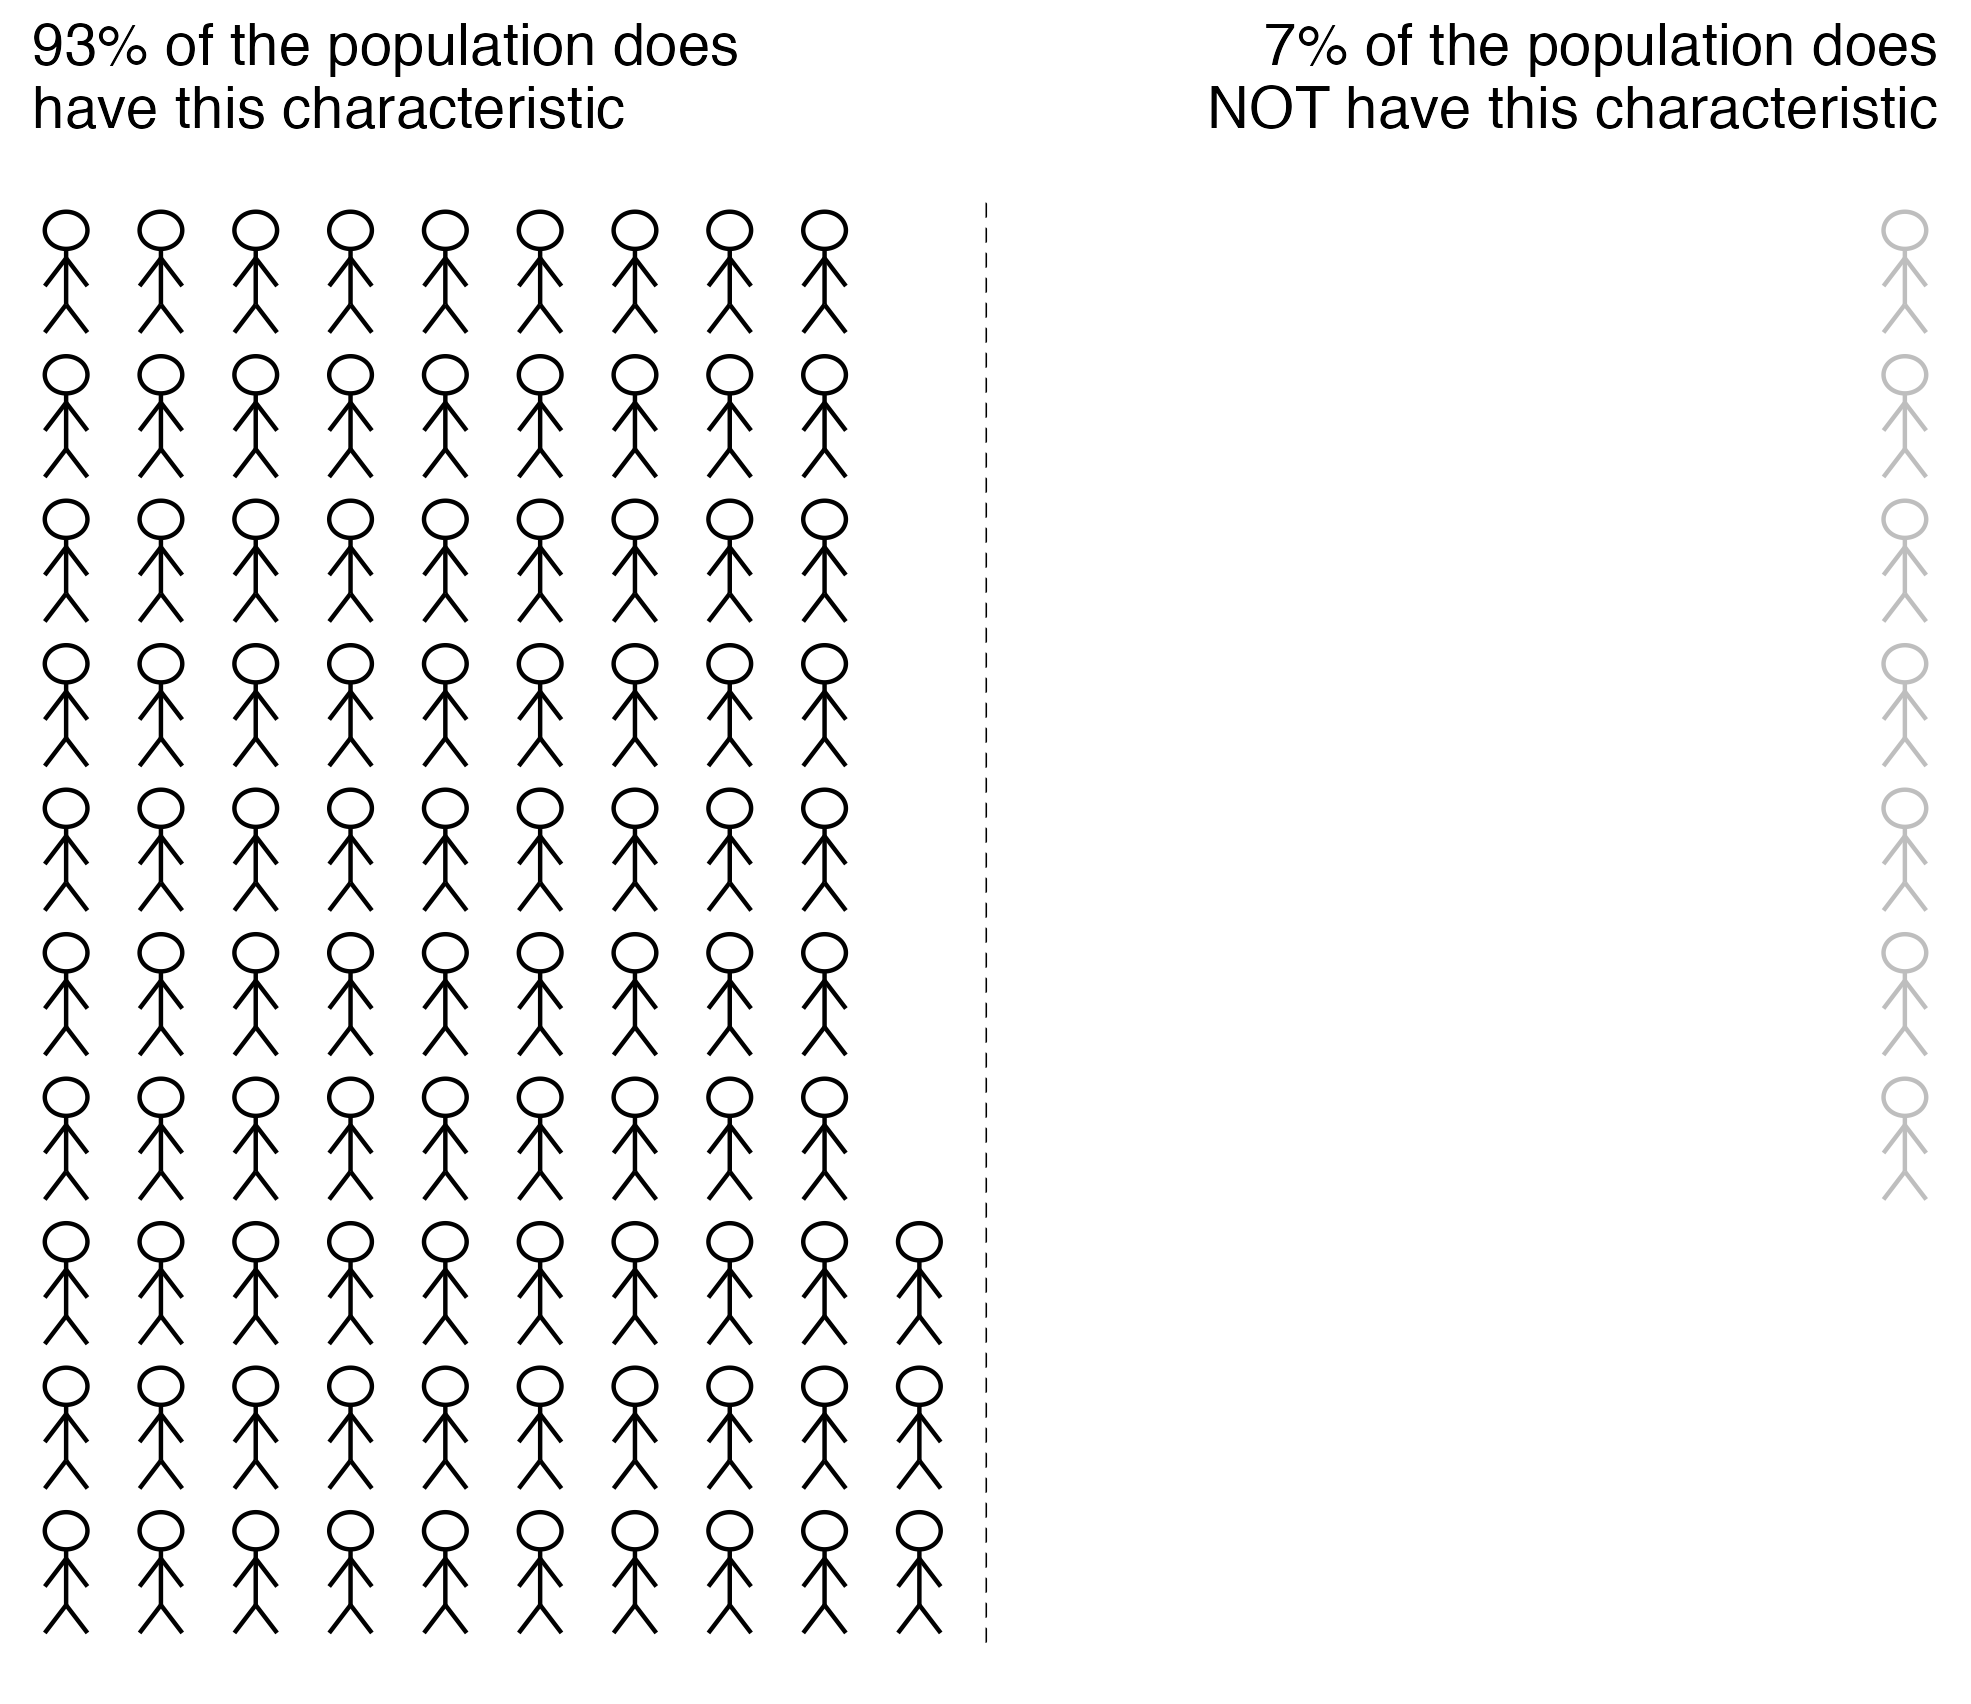 93% of the population does
have this characteristic
7% of the population does
NOT have this characteristic